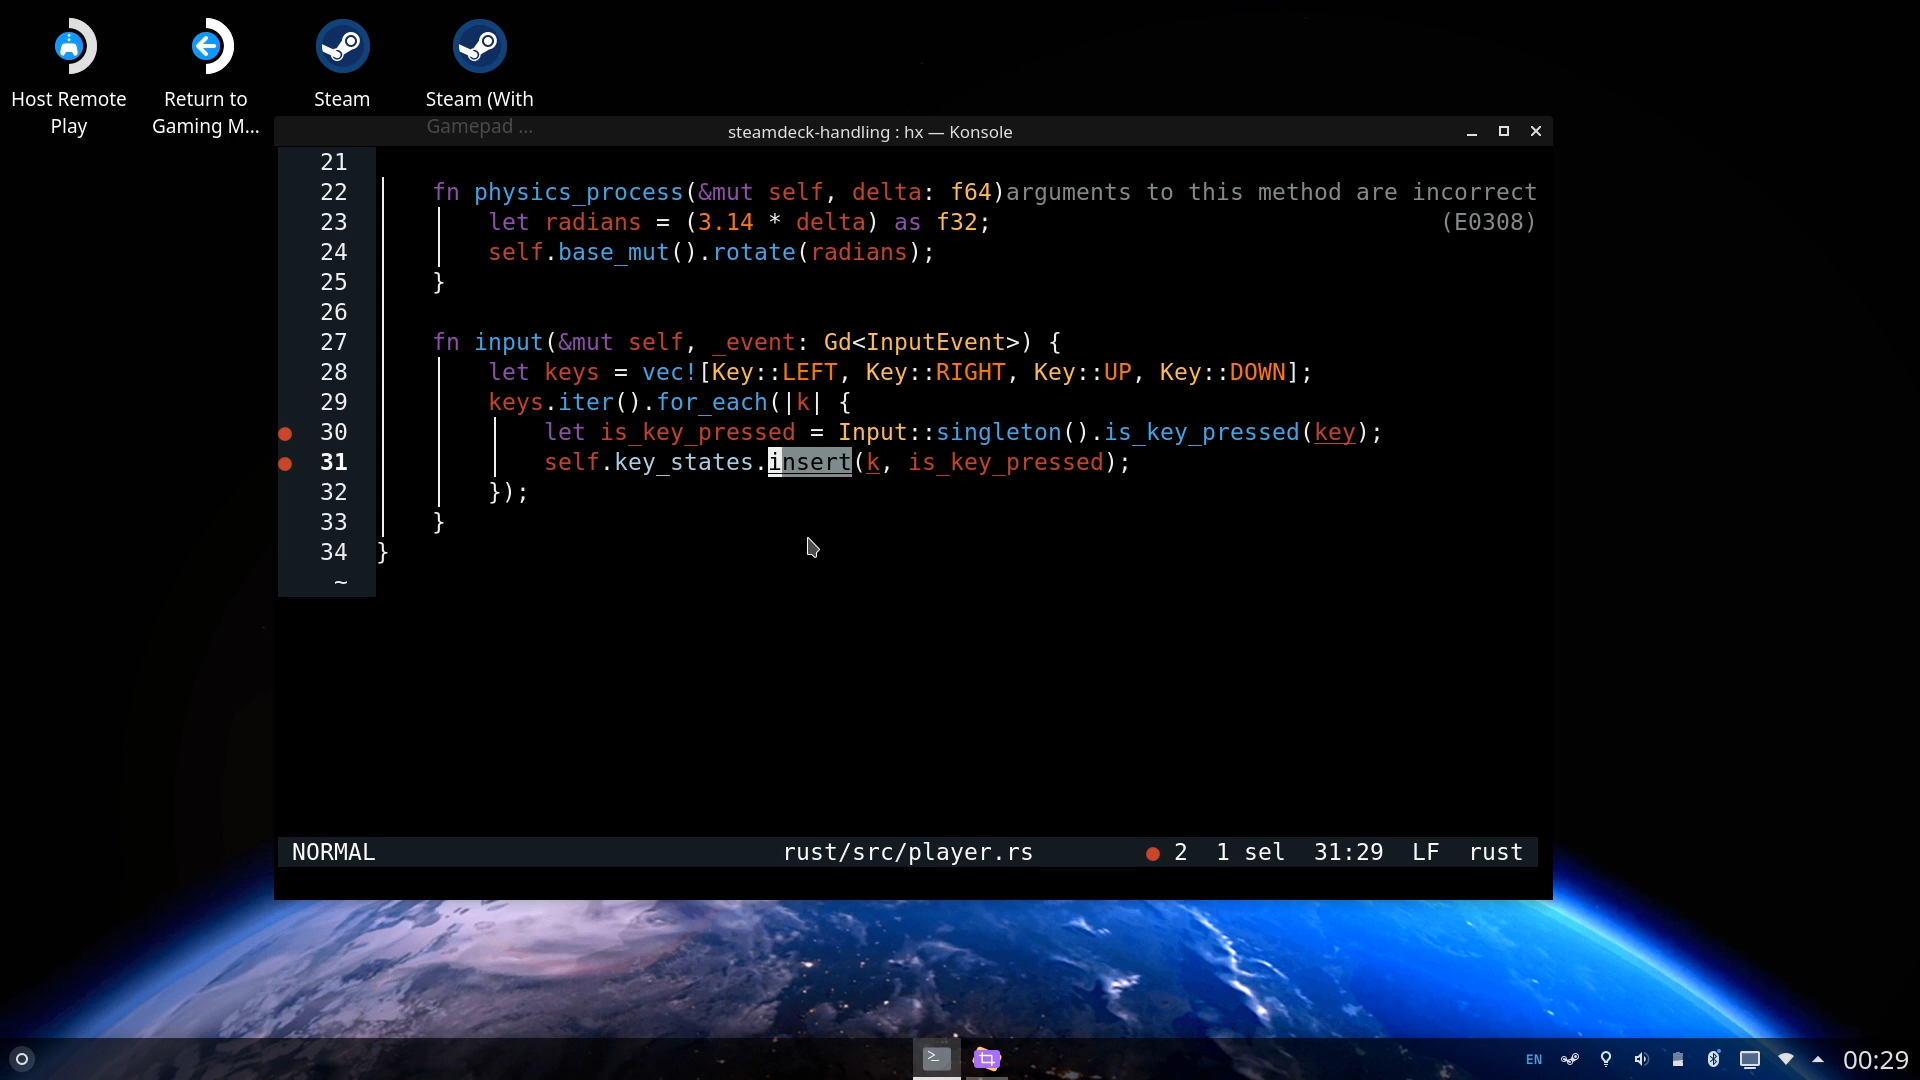 Host Remote
Play
Return to
Gaming M...
Steam
Steam (With
Gamepad ...
steamdeck-handling : hx — Konsole
21
22     fn physics_process(&mut self, delta: f64)arguments to this method are incorrect
23         let radians = (3.14 * delta) as f32; (E0308)
24         self.base_mut().rotate(radians);
25     }
26
27     fn input(&mut self, _event: Gd<InputEvent>) {
28         let keys = vec![Key::LEFT, Key::RIGHT, Key::UP, Key::DOWN];
29         keys.iter().for_each(|k| {
30             let is_key_pressed = Input::singleton().is_key_pressed(key);
31             self.key_states.insert(k, is_key_pressed);
32         });
33     }
34 }
~
NORMAL rust/src/player.rs 2 1 sel 31:29 LF rust
EN 00:29